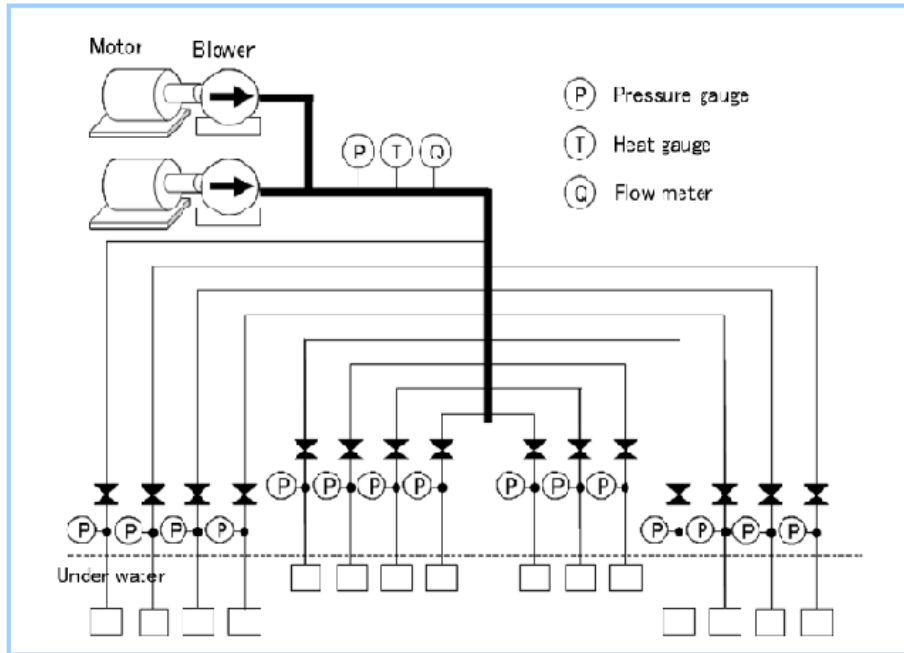 Motor Blower
P Pressure gauge
P T Q
T Heat gauge
Q Flow meter
P P P P P P P
P P P P P P P P
Under water